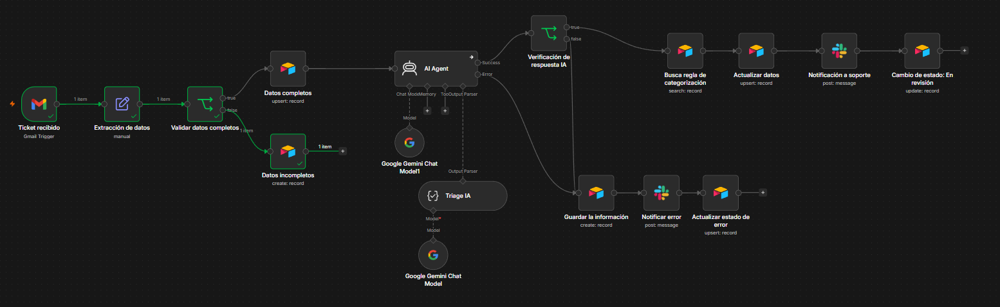 true
false
Verificación de
respuesta IA
Busca regla de
categorización
search: record
Actualizar datos
upsert: record
Notificación a soporte
post: message
Cambio de estado: En
revisión
update: record
AI Agent
Success
Error
Chat Mode
Memory
Tool
Output Parser
Datos completos
upsert: record
1 item
1 item
true
false
1 item
Ticket recibido
Gmail Trigger
Extracción de datos
manual
Validar datos completos
Datos incompletos
create: record
1 item
Model
Google Gemini Chat
Model1
Output Parser
Triage IA
Model*
Model
Google Gemini Chat
Model
Guardar la información
create: record
Notificar error
post: message
Actualizar estado de
error
upsert: record